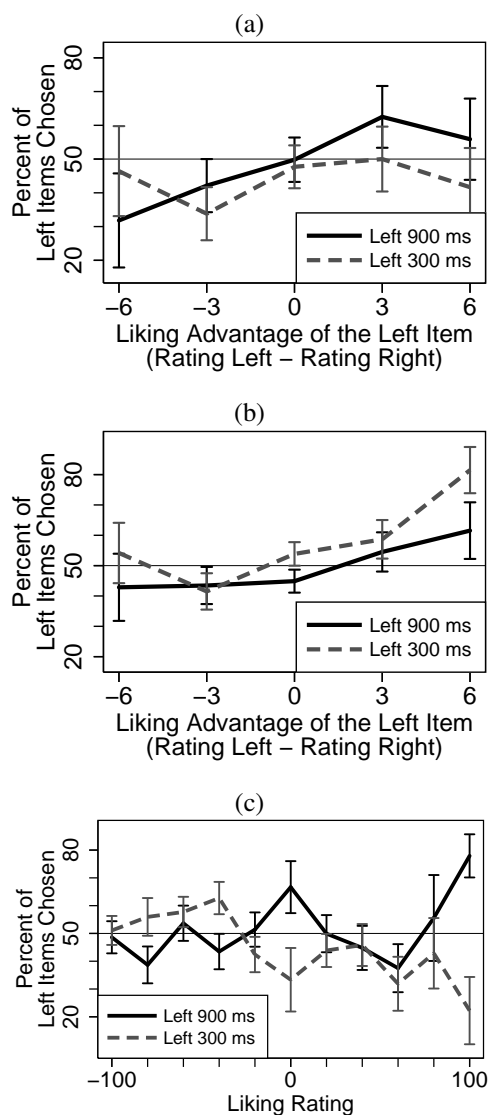 (a)
Percent of
Left Items Chosen
80
50
20
Left 900 ms
Left 300 ms
−6 −3 0 3 6
Liking Advantage of the Left Item
(Rating Left − Rating Right)
(b)
Percent of
Left Items Chosen
80
50
20
Left 900 ms
Left 300 ms
−6 −3 0 3 6
Liking Advantage of the Left Item
(Rating Left − Rating Right)
(c)
Percent of
Left Items Chosen
80
50
20
Left 900 ms
Left 300 ms
−100 0 100
Liking Rating